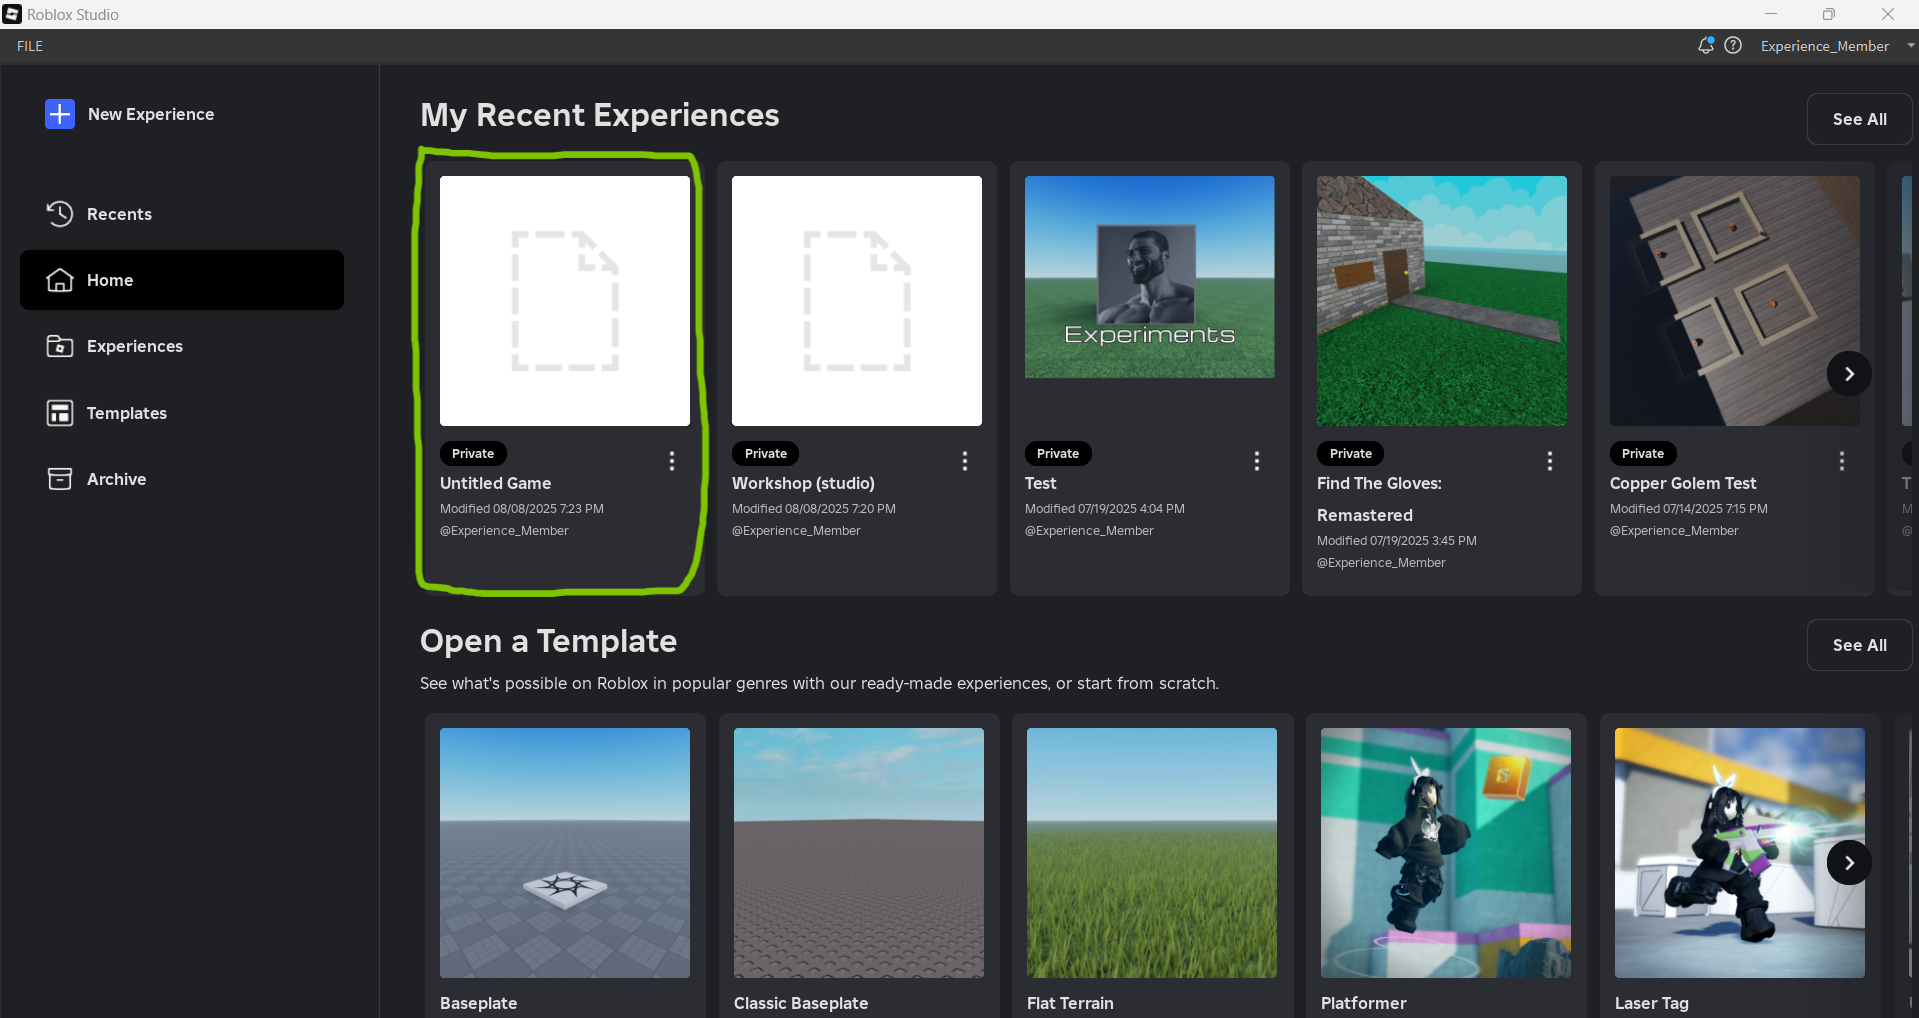 Roblox Studio
FILE
Experience_Member
New Experience
Recents
Home
Experiences
Templates
Archive
My Recent Experiences
See All
Private
Untitled Game
Modified 08/08/2025 7:23 PM
@Experience_Member
Private
Workshop (studio)
Modified 08/08/2025 7:20 PM
@Experience_Member
Experiments
Private
Test
Modified 07/19/2025 4:04 PM
@Experience_Member
Private
Find The Gloves:
Remastered
Modified 07/19/2025 3:45 PM
@Experience_Member
Private
Copper Golem Test
Modified 07/14/2025 7:15 PM
@Experience_Member
Open a Template
See All
See what's possible on Roblox in popular genres with our ready-made experiences, or start from scratch.
Baseplate
Classic Baseplate
Flat Terrain
Platformer
Laser Tag